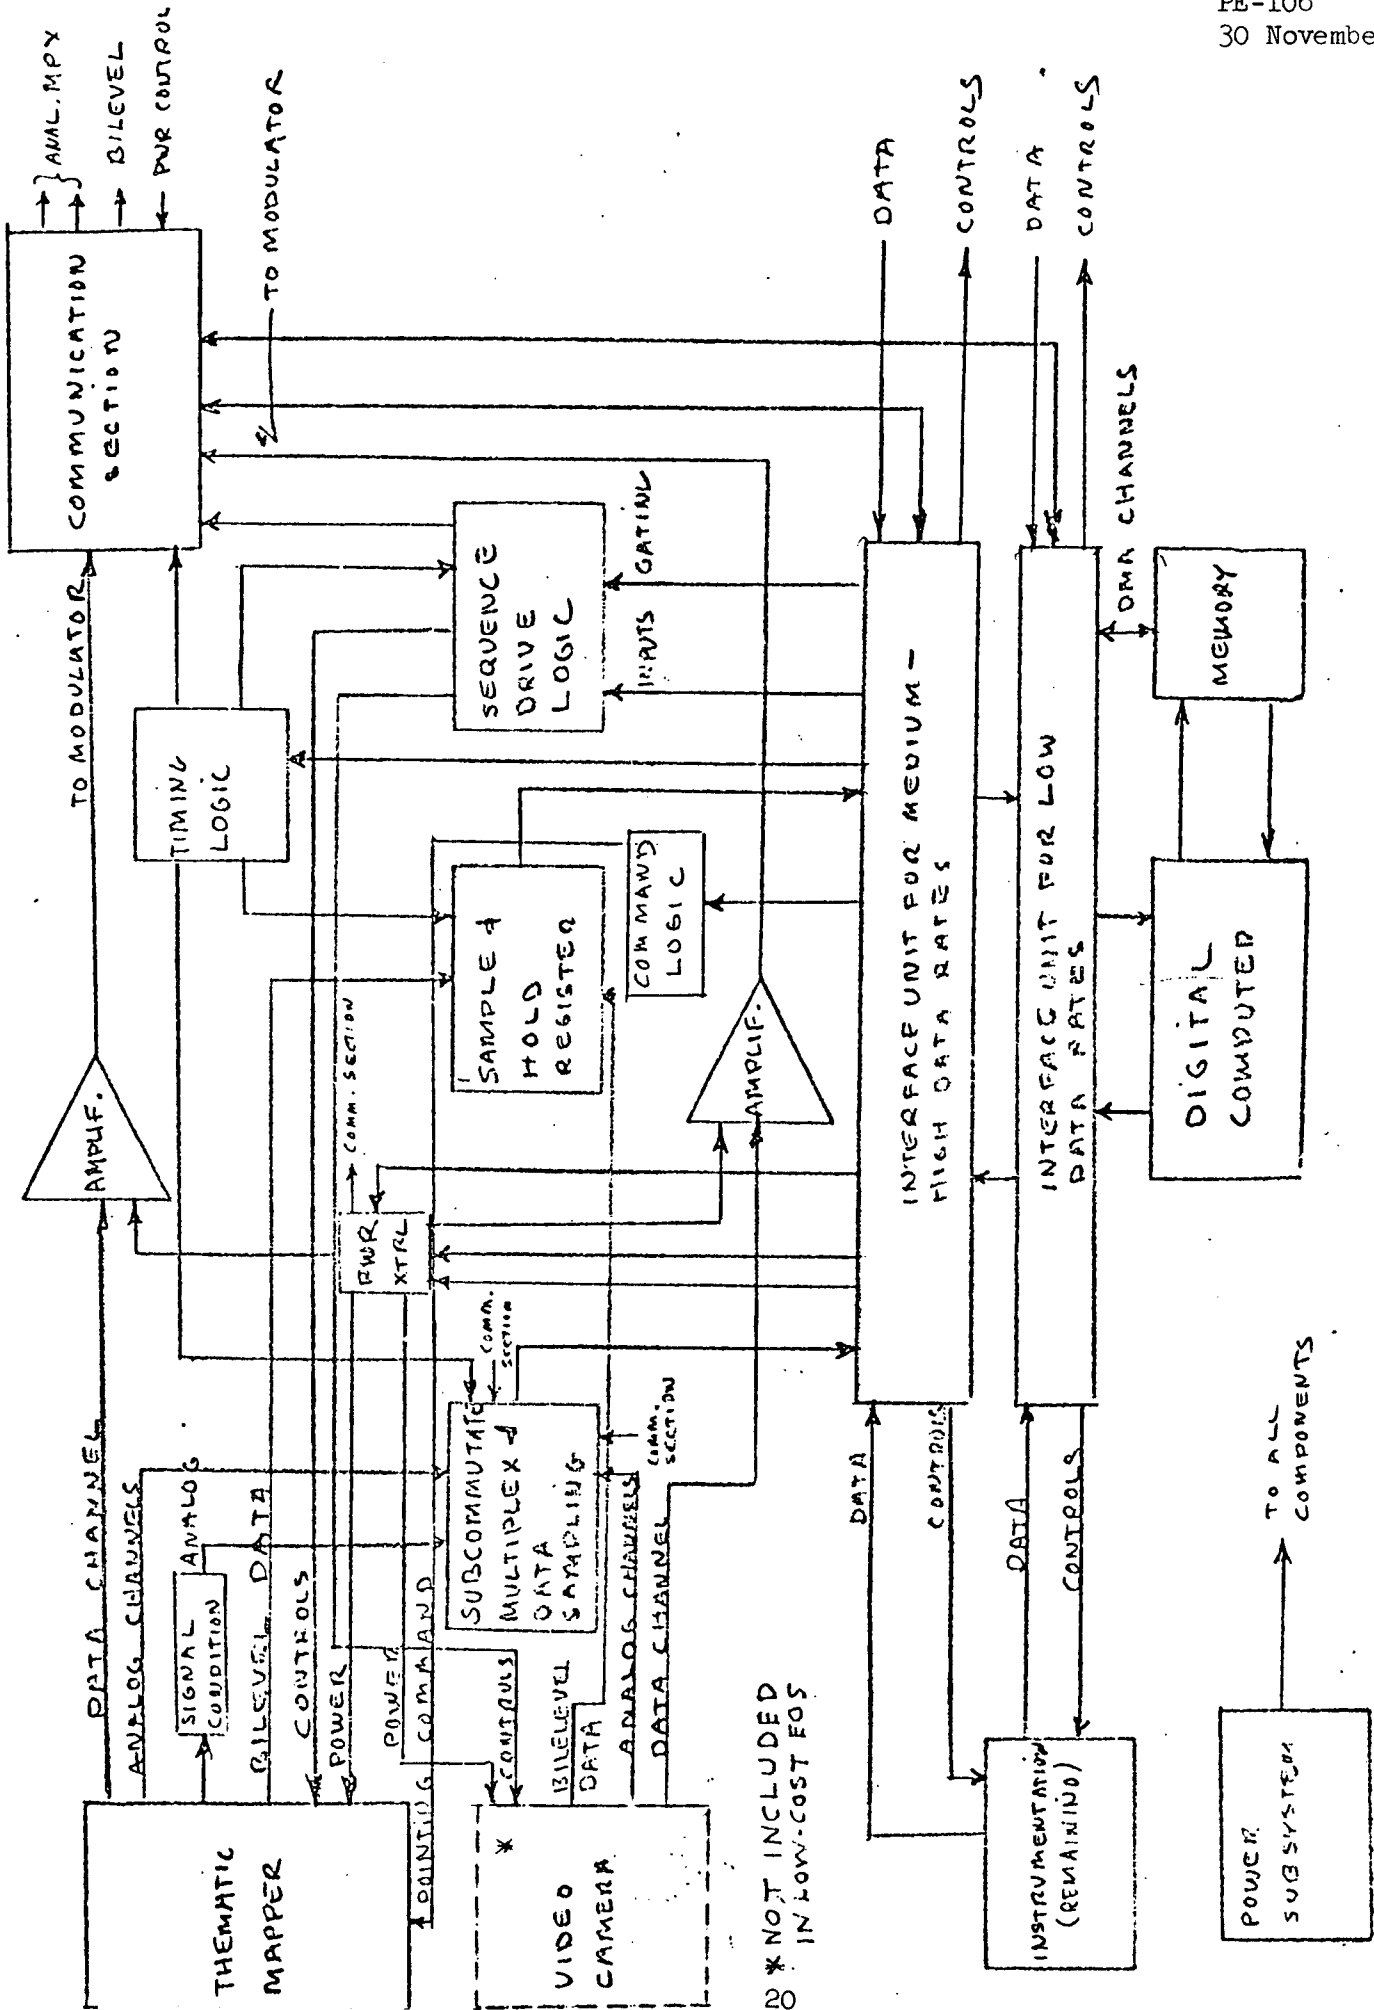 PE-106
30 Novembe
ANAL. MPX
BILEVEL
PWR CONTROL
COMMUNICATION
SECTION
TO MODULATOR
TO MODULATOR
TIMING
LOGIC
SEQUENCE
DRIVE
LOGIC
INPUTS
GATING
SAMPLE &
HOLD
REGISTER
COMMAND
LOGIC
AMPLIF.
AMPLIF.
COMM. SECTION
PWR
XTRL
COMM.
SECTION
SUBCOMMUTATE
MULTIPLEX &
DATA
SAMPLING
COMM.
SECTION
DATA CHANNEL
ANALOG CHANNELS
SIGNAL
CONDITION
ANALOG
BILEVEL DATA
CONTROLS
POWER
POWER
POINTING COMMAND
CONTROLS
BILEVEL
DATA
ANALOG CHANNELS
DATA CHANNEL
THEMATIC
MAPPER
*
VIDEO
CAMERA
* NOT INCLUDED
IN LOW-COST EOS
20
DATA
CONTROLS
DATA
CONTROLS
INTERFACE UNIT FOR MEDIUM-
HIGH DATA RATES
INTERFACE UNIT FOR LOW
DATA RATES
DMA CHANNELS
MEMORY
DIGITAL
COMPUTER
DATA
CONTROLS
DATA
CONTROLS
INSTRUMENTATION
(REMAINING)
POWER
SUBSYSTEM
TO ALL
COMPONENTS